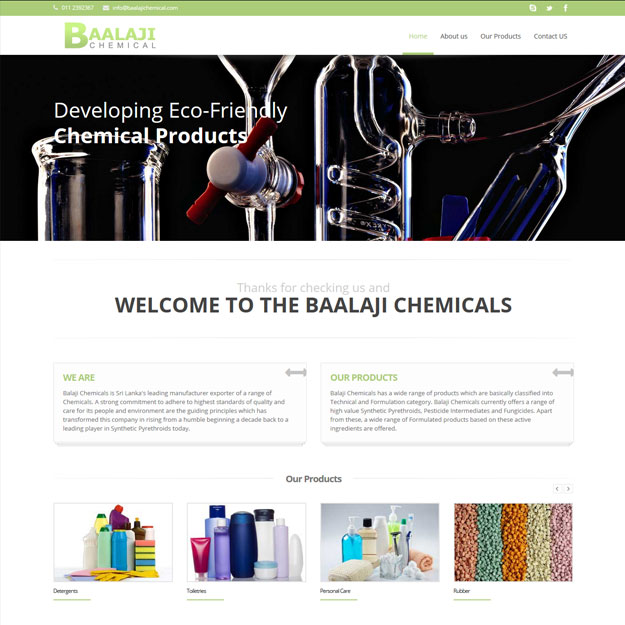 011 2392367 info@baalajichemical.com
BAALAJI
CHEMICAL
Home About us Our Products Contact US
Developing Eco-Friendly
Chemical Products
Thanks for checking us and
WELCOME TO THE BAALAJI CHEMICALS
WE ARE
Balaji Chemicals is Sri Lanka's leading manufacturer exporter of a range of
Chemicals. A strong commitment to adhere to highest standards of quality and
care for its people and environment are the guiding principles which has
transformed this company in rising from a humble beginning a decade back to a
leading player in Synthetic Pyrethroids today.
OUR PRODUCTS
Balaji Chemicals has a wide range of products which are basically classified into
Technical and Formulation category. Balaji Chemicals currently offers a range of
high value Synthetic Pyrethroids, Pesticide Intermediates and Fungicides. Apart
from these, a wide range of Formulated products based on these active
ingredients are offered.
Our Products
Detergents
Toiletries
Personal Care
Rubber